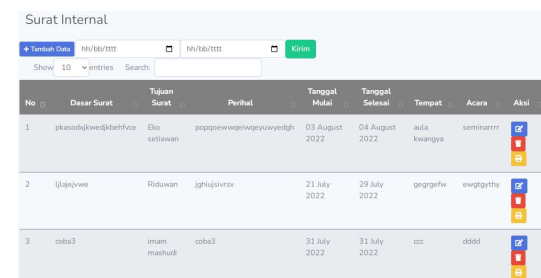 Surat Internal
+ Tambah Data hh/bb/tttt hh/bb/tttt Kirim
Show 10 entries Search:
No Dasar Surat Tujuan Surat Perihal Tanggal Mulai Tanggal Selesai Tempat Acara Aksi
1 pkasodxjkwedjkbehfvce Eko setiawan popqoewwqeiwqeyuwyedgh 03 August 2022 04 August 2022 aula kwangya seminarrrr
2 ljlajejvwe Riduwan jghiujsivrsv 21 July 2022 29 July 2022 gegrgefw ewgtgythy
3 coba3 imam mashudi coba3 31 July 2022 31 July 2022 ccc dddd